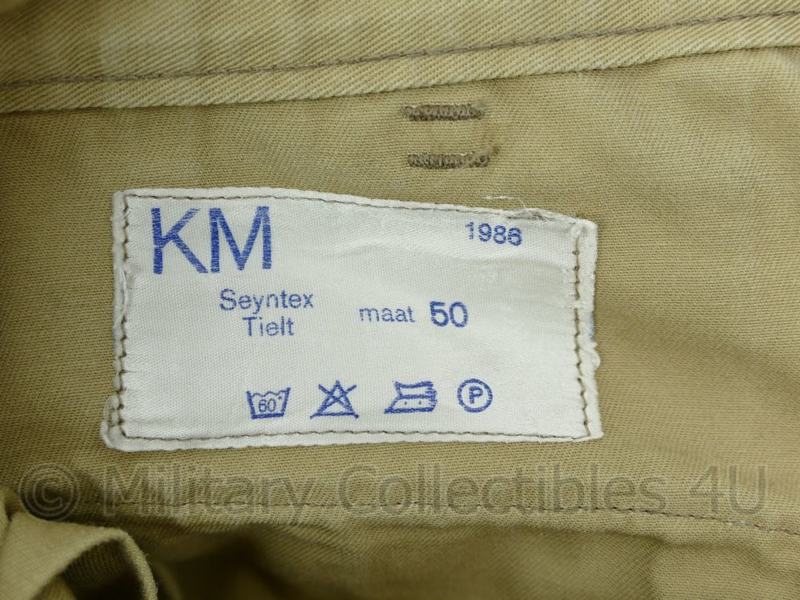 KM
1986
Seyntex
Tielt
maat 50
60
P
© Military Collectibles 4U